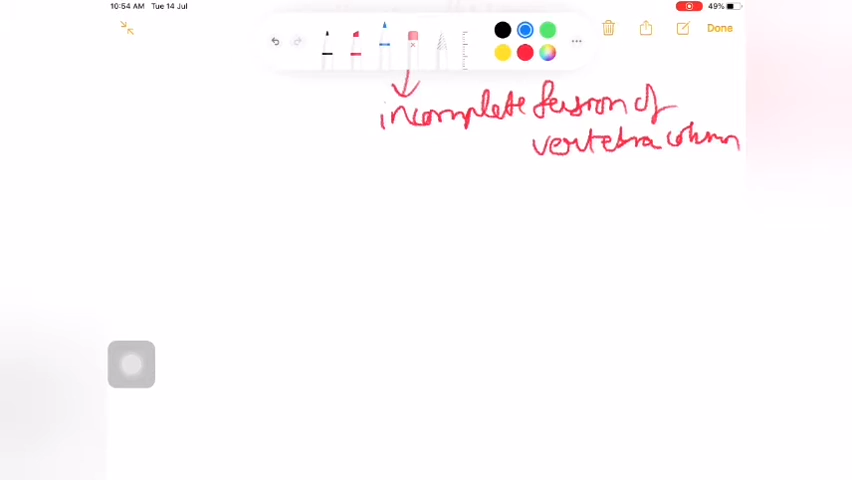 10:54 AM Tue 14 Jul
49%
Done
incomplete fusion of
vertebra column